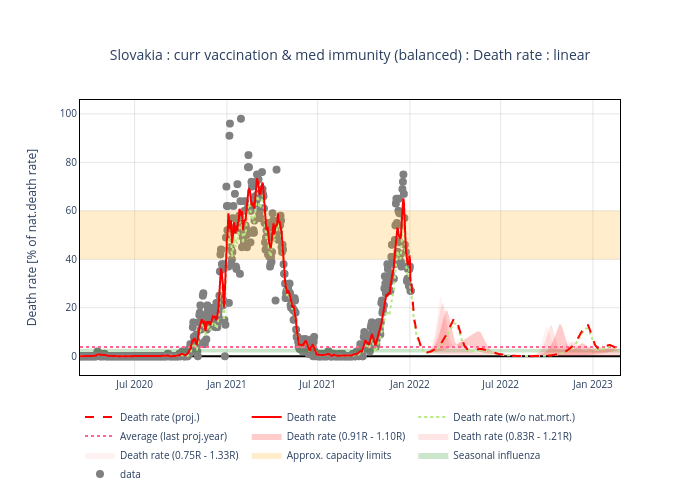 Slovakia : curr vaccination & med immunity (balanced) : Death rate : linear
Death rate [% of nat.death rate]
100
80
60
40
20
0
Jul 2020
Jan 2021
Jul 2021
Jan 2022
Jul 2022
Jan 2023
Death rate (proj.)
Death rate
Death rate (w/o nat.mort.)
Average (last proj.year)
Death rate (0.91R - 1.10R)
Death rate (0.83R - 1.21R)
Death rate (0.75R - 1.33R)
Approx. capacity limits
Seasonal influenza
data